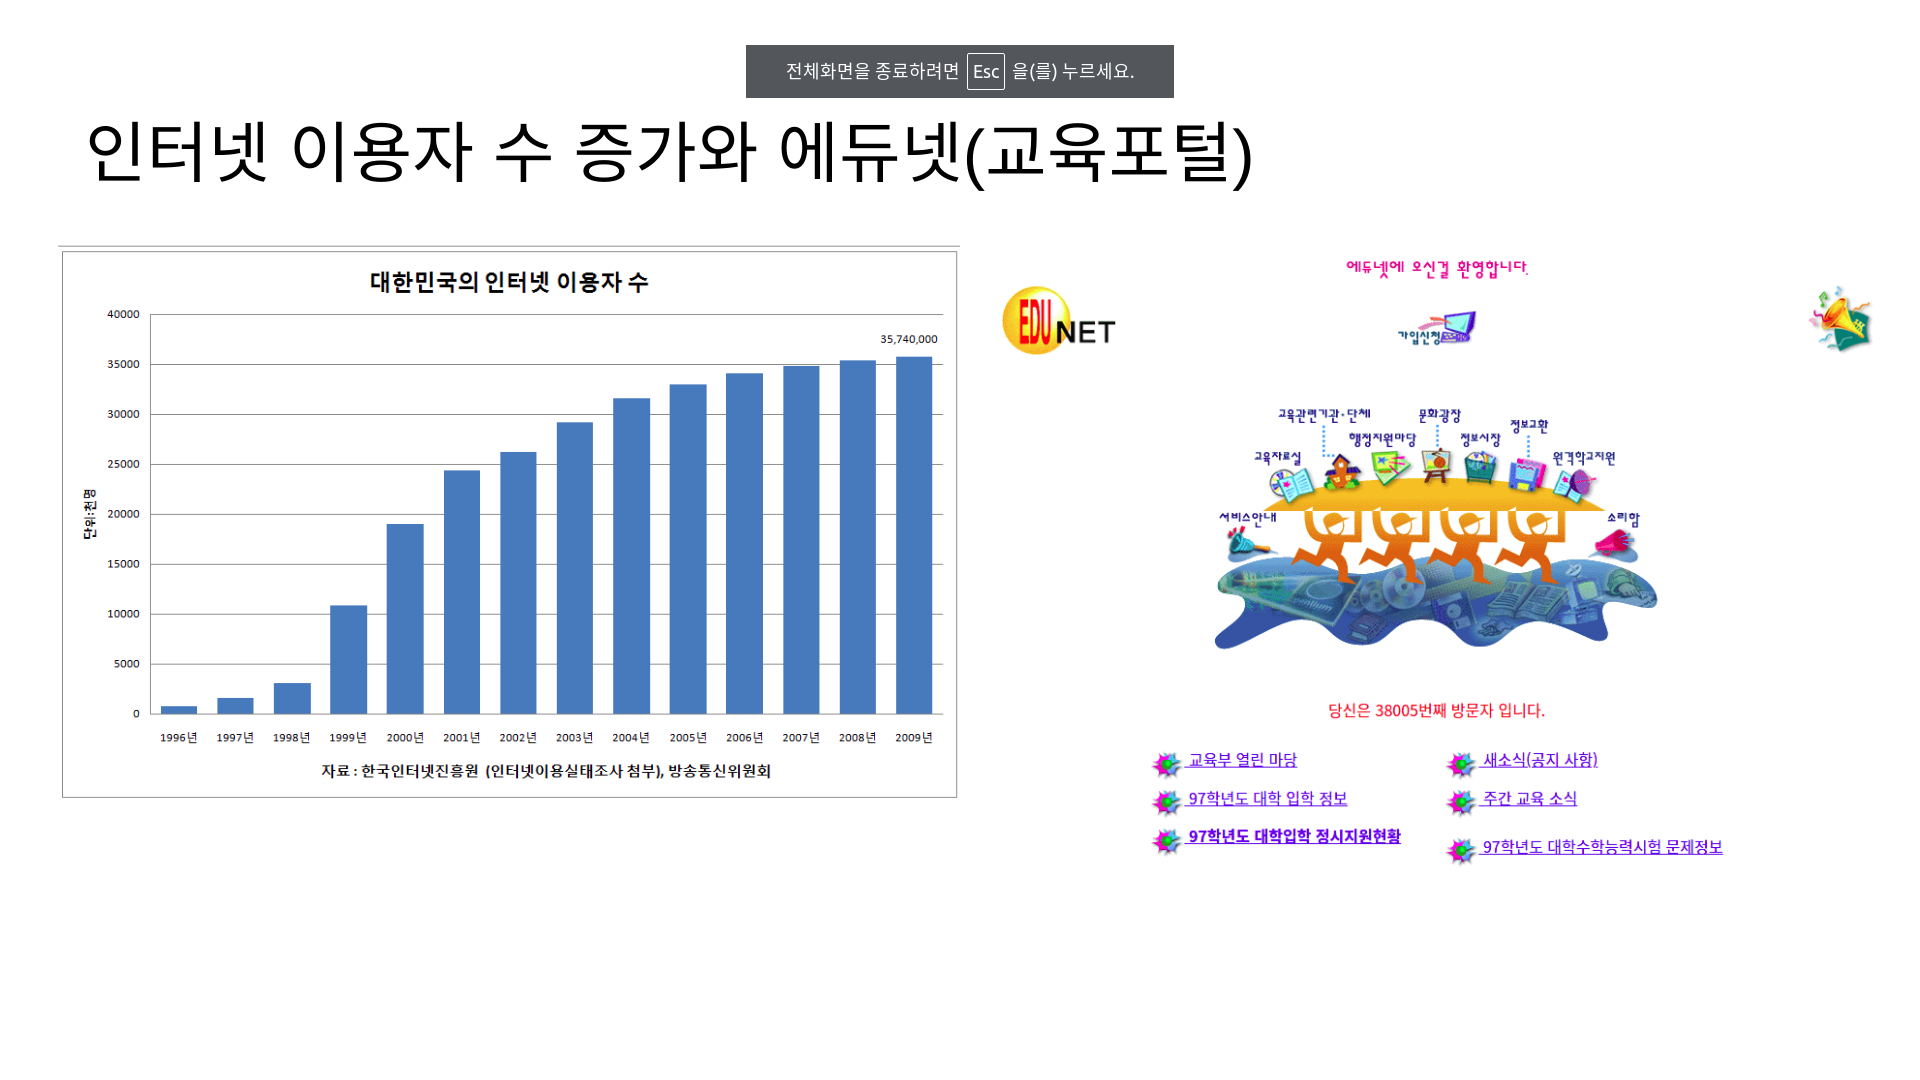 전체화면을 종료하려면 Esc 을(를) 누르세요.
인터넷 이용자 수 증가와 에듀넷(교육포털)
대한민국의 인터넷 이용자 수
40000
35,740,000
35000
30000
25000
20000
15000
10000
5000
0
단위:천명
1996년 1997년 1998년 1999년 2000년 2001년 2002년 2003년 2004년 2005년 2006년 2007년 2008년 2009년
자료 : 한국인터넷진흥원 (인터넷이용실태조사 첨부), 방송통신위원회
에듀넷에 오신걸 환영합니다.
EDU NET
가입신청
교육관련기관·단체
문화광장
정보교환
행정지원마당
정보시장
교육자료실
원격학교지원
서비스안내
소리함
당신은 38005번째 방문자 입니다.
교육부 열린 마당
새소식(공지 사항)
97학년도 대학 입학 정보
주간 교육 소식
97학년도 대학입학 정시지원현황
97학년도 대학수학능력시험 문제정보